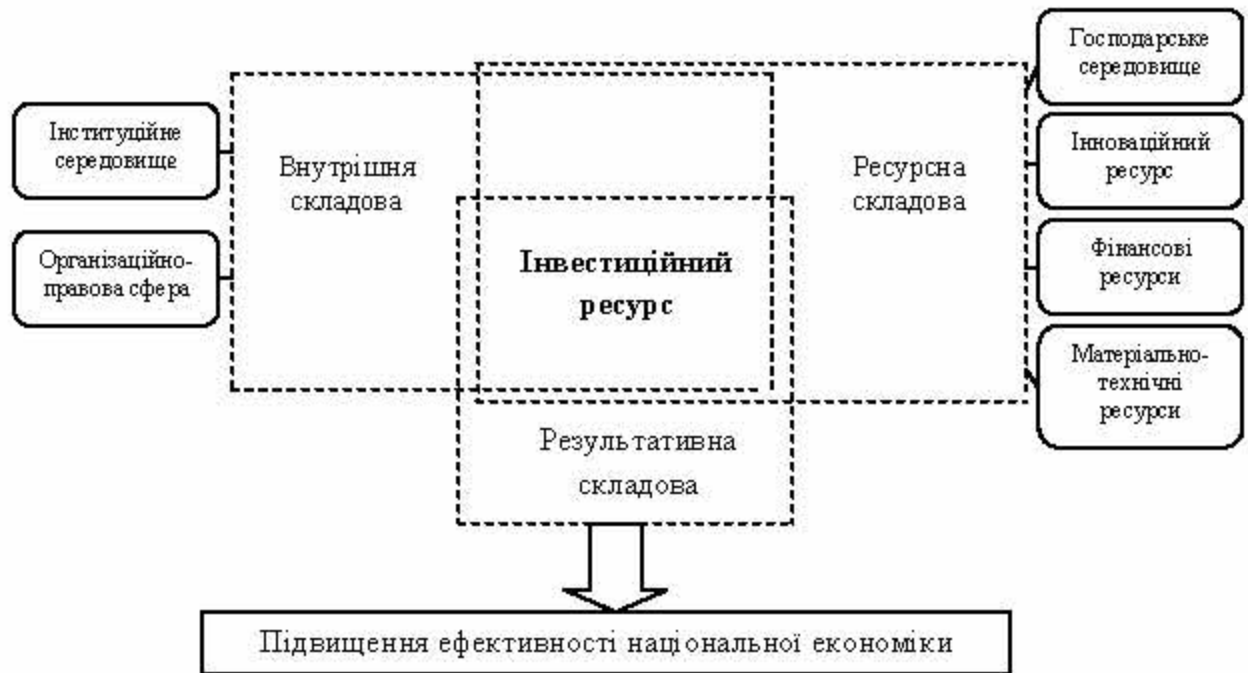 Інституційне
середовище
Організаційно-
правова сфера
Внутрішня
складова
Інвестиційний
ресурс
Ресурсна
складова
Господарське
середовище
Інноваційний
ресурс
Фінансові
ресурси
Матеріально-
технічні
ресурси
Результативна
складова
Підвищення ефективності національної економіки